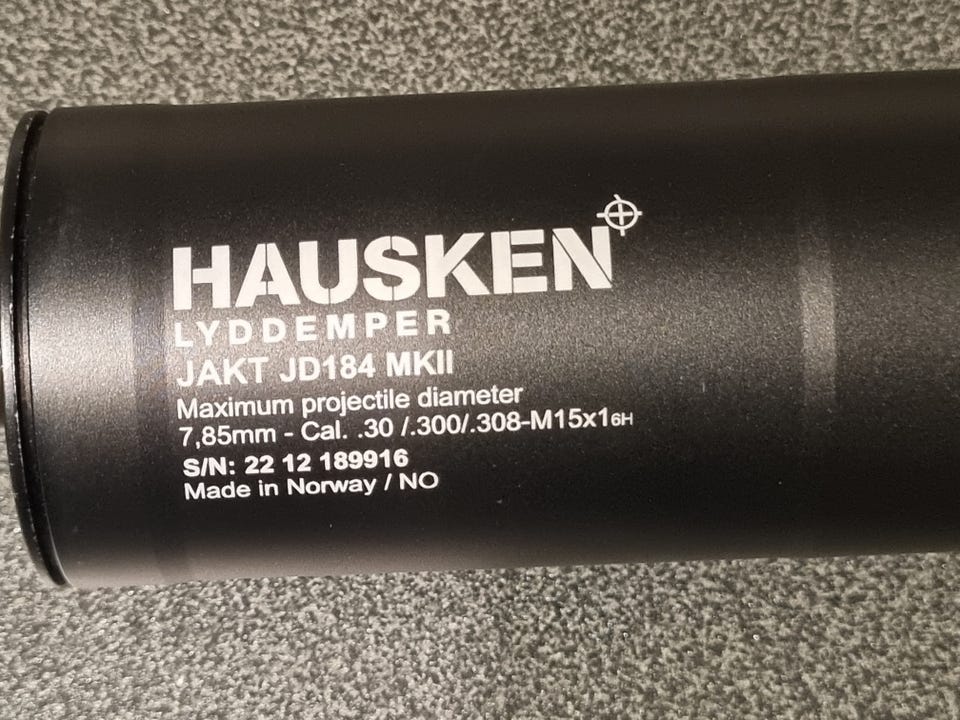 HAUSKEN
LYDDEMPER
JAKT JD184 MKII
Maximum projectile diameter
7,85mm - Cal. .30 /.300/.308-M15x16H
S/N: 22 12 189916
Made in Norway / NO